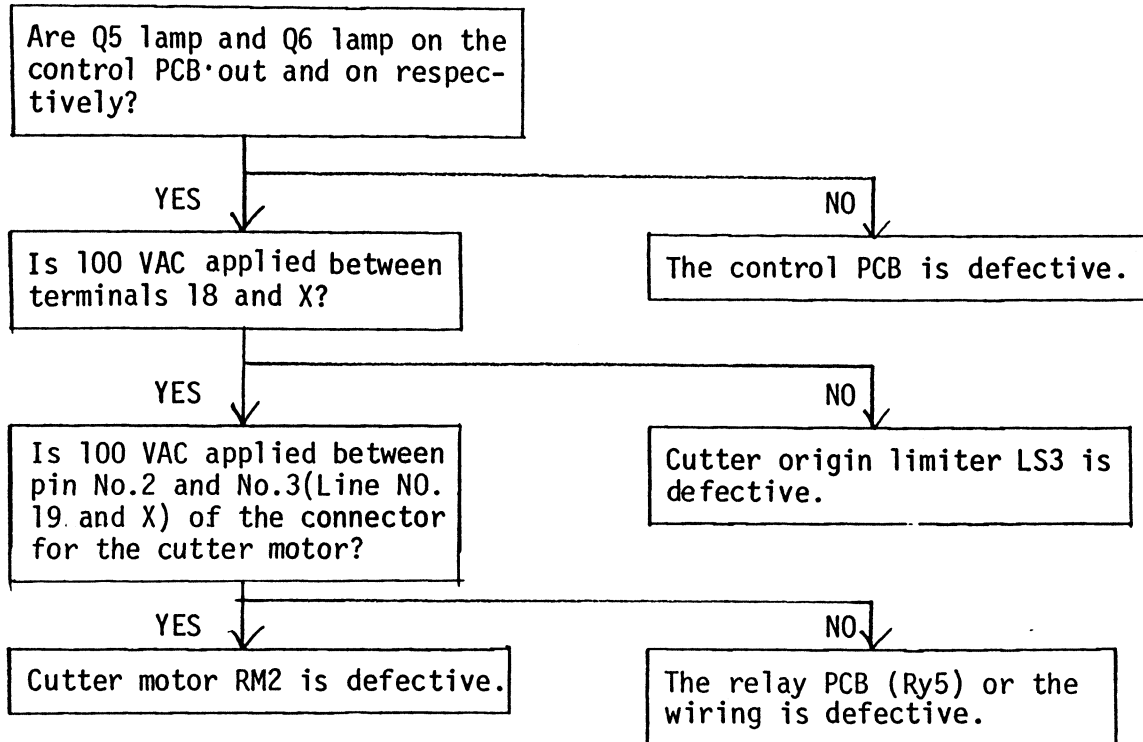 Are Q5 lamp and Q6 lamp on the
control PCB·out and on respec-
tively?
YES
NO
Is 100 VAC applied between
terminals 18 and X?
The control PCB is defective.
YES
NO
Is 100 VAC applied between
pin No.2 and No.3(Line NO.
19 and X) of the connector
for the cutter motor?
Cutter origin limiter LS3 is
defective.
YES
NO
Cutter motor RM2 is defective.
The relay PCB (Ry5) or the
wiring is defective.